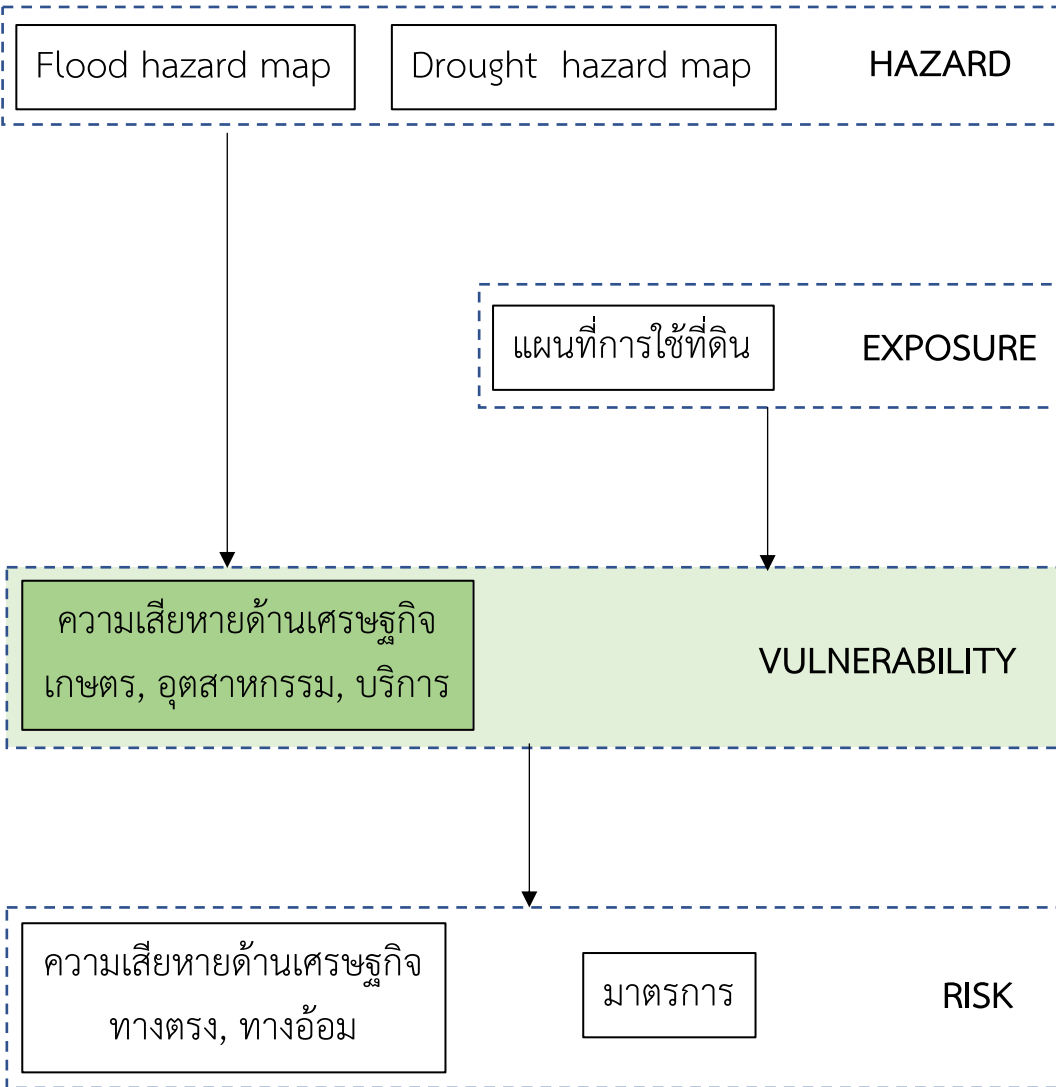 Flood hazard map
Drought hazard map
HAZARD
แผนที่การใช้ที่ดิน
EXPOSURE
ความเสียหายด้านเศรษฐกิจ
เกษตร, อุตสาหกรรม, บริการ
VULNERABILITY
ความเสียหายด้านเศรษฐกิจ
ทางตรง, ทางอ้อม
มาตรการ
RISK